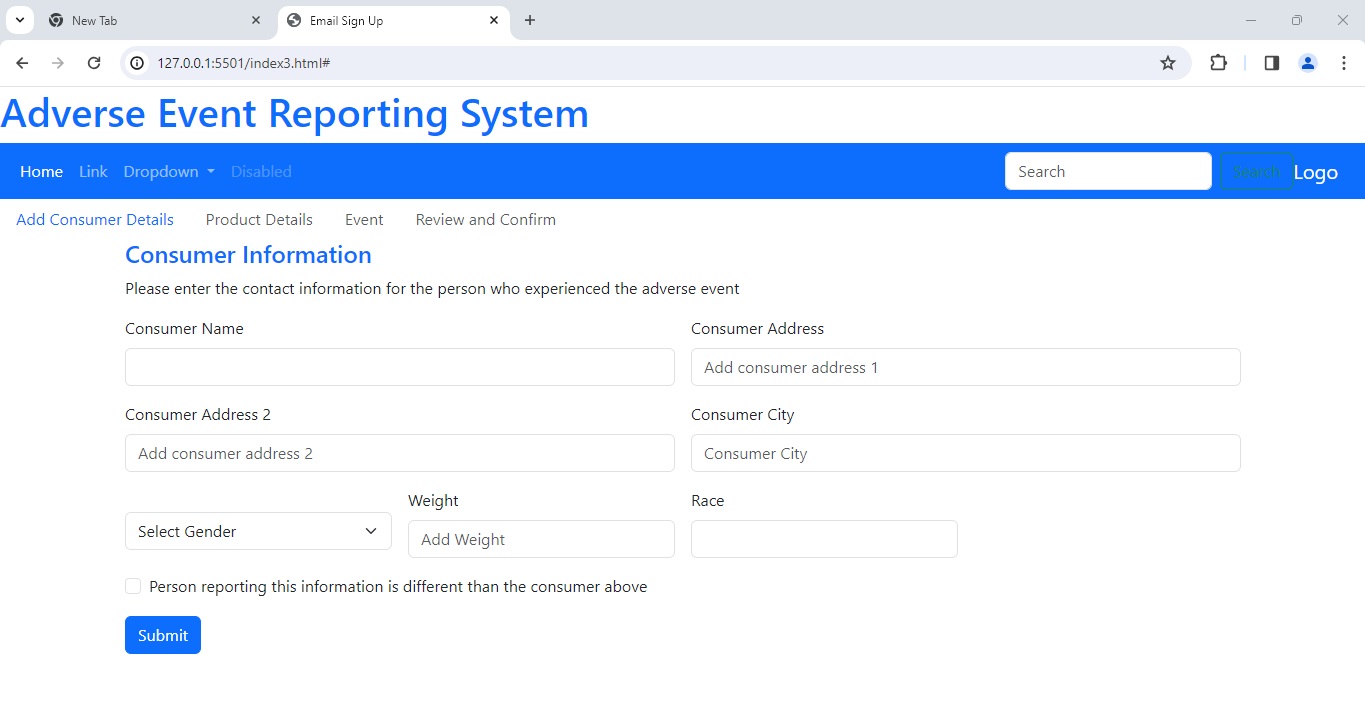 New Tab
Email Sign Up
127.0.0.1:5501/index3.html#
Adverse Event Reporting System
Home Link Dropdown Disabled Search Search Logo
Add Consumer Details Product Details Event Review and Confirm
Consumer Information
Please enter the contact information for the person who experienced the adverse event
Consumer Name Consumer Address
Add consumer address 1
Consumer Address 2 Consumer City
Add consumer address 2 Consumer City
Weight Race
Select Gender Add Weight
Person reporting this information is different than the consumer above
Submit